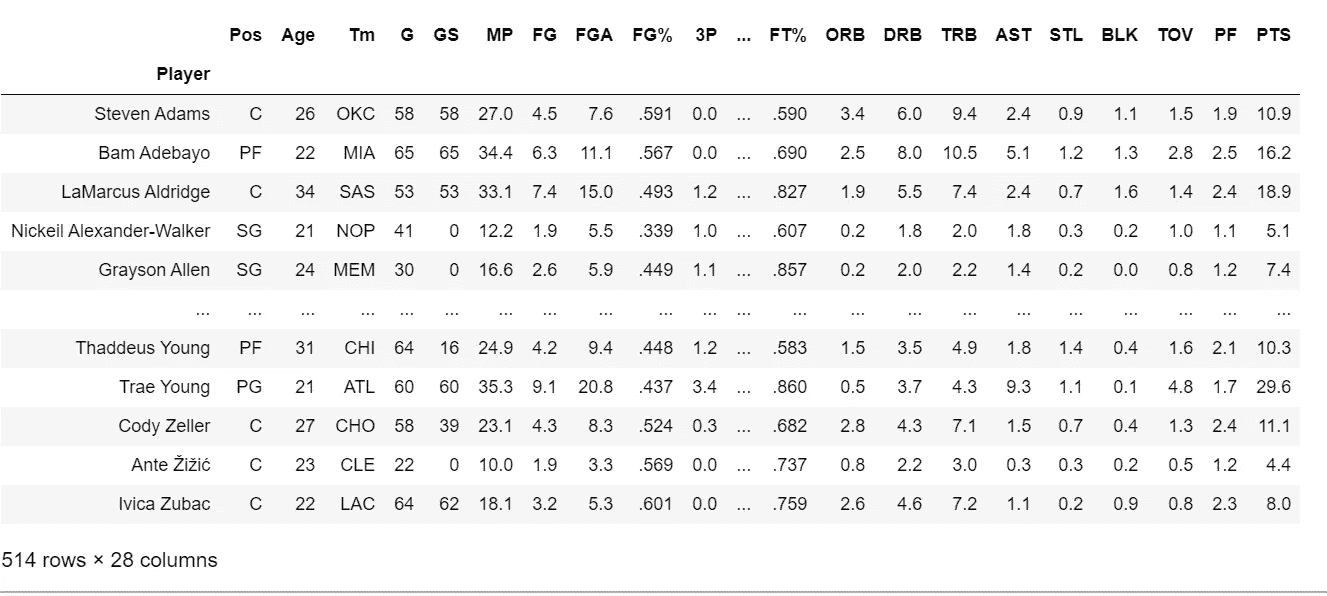 Pos Age Tm G GS MP FG FGA FG% 3P ... FT% ORB DRB TRB AST STL BLK TOV PF PTS
Player
Steven Adams C 26 OKC 58 58 27.0 4.5 7.6 .591 0.0 ... .590 3.4 6.0 9.4 2.4 0.9 1.1 1.5 1.9 10.9
Bam Adebayo PF 22 MIA 65 65 34.4 6.3 11.1 .567 0.0 ... .690 2.5 8.0 10.5 5.1 1.2 1.3 2.8 2.5 16.2
LaMarcus Aldridge C 34 SAS 53 53 33.1 7.4 15.0 .493 1.2 ... .827 1.9 5.5 7.4 2.4 0.7 1.6 1.4 2.4 18.9
Nickeil Alexander-Walker SG 21 NOP 41 0 12.2 1.9 5.5 .339 1.0 ... .607 0.2 1.8 2.0 1.8 0.3 0.2 1.0 1.1 5.1
Grayson Allen SG 24 MEM 30 0 16.6 2.6 5.9 .449 1.1 ... .857 0.2 2.0 2.2 1.4 0.2 0.0 0.8 1.2 7.4
... ... ... ... ... ... ... ... ... ... ... ... ... ... ... ... ... ... ... ... ... ...
Thaddeus Young PF 31 CHI 64 16 24.9 4.2 9.4 .448 1.2 ... .583 1.5 3.5 4.9 1.8 1.4 0.4 1.6 2.1 10.3
Trae Young PG 21 ATL 60 60 35.3 9.1 20.8 .437 3.4 ... .860 0.5 3.7 4.3 9.3 1.1 0.1 4.8 1.7 29.6
Cody Zeller C 27 CHO 58 39 23.1 4.3 8.3 .524 0.3 ... .682 2.8 4.3 7.1 1.5 0.7 0.4 1.3 2.4 11.1
Ante Žižić C 23 CLE 22 0 10.0 1.9 3.3 .569 0.0 ... .737 0.8 2.2 3.0 0.3 0.3 0.2 0.5 1.2 4.4
Ivica Zubac C 22 LAC 64 62 18.1 3.2 5.3 .601 0.0 ... .759 2.6 4.6 7.2 1.1 0.2 0.9 0.8 2.3 8.0
514 rows × 28 columns